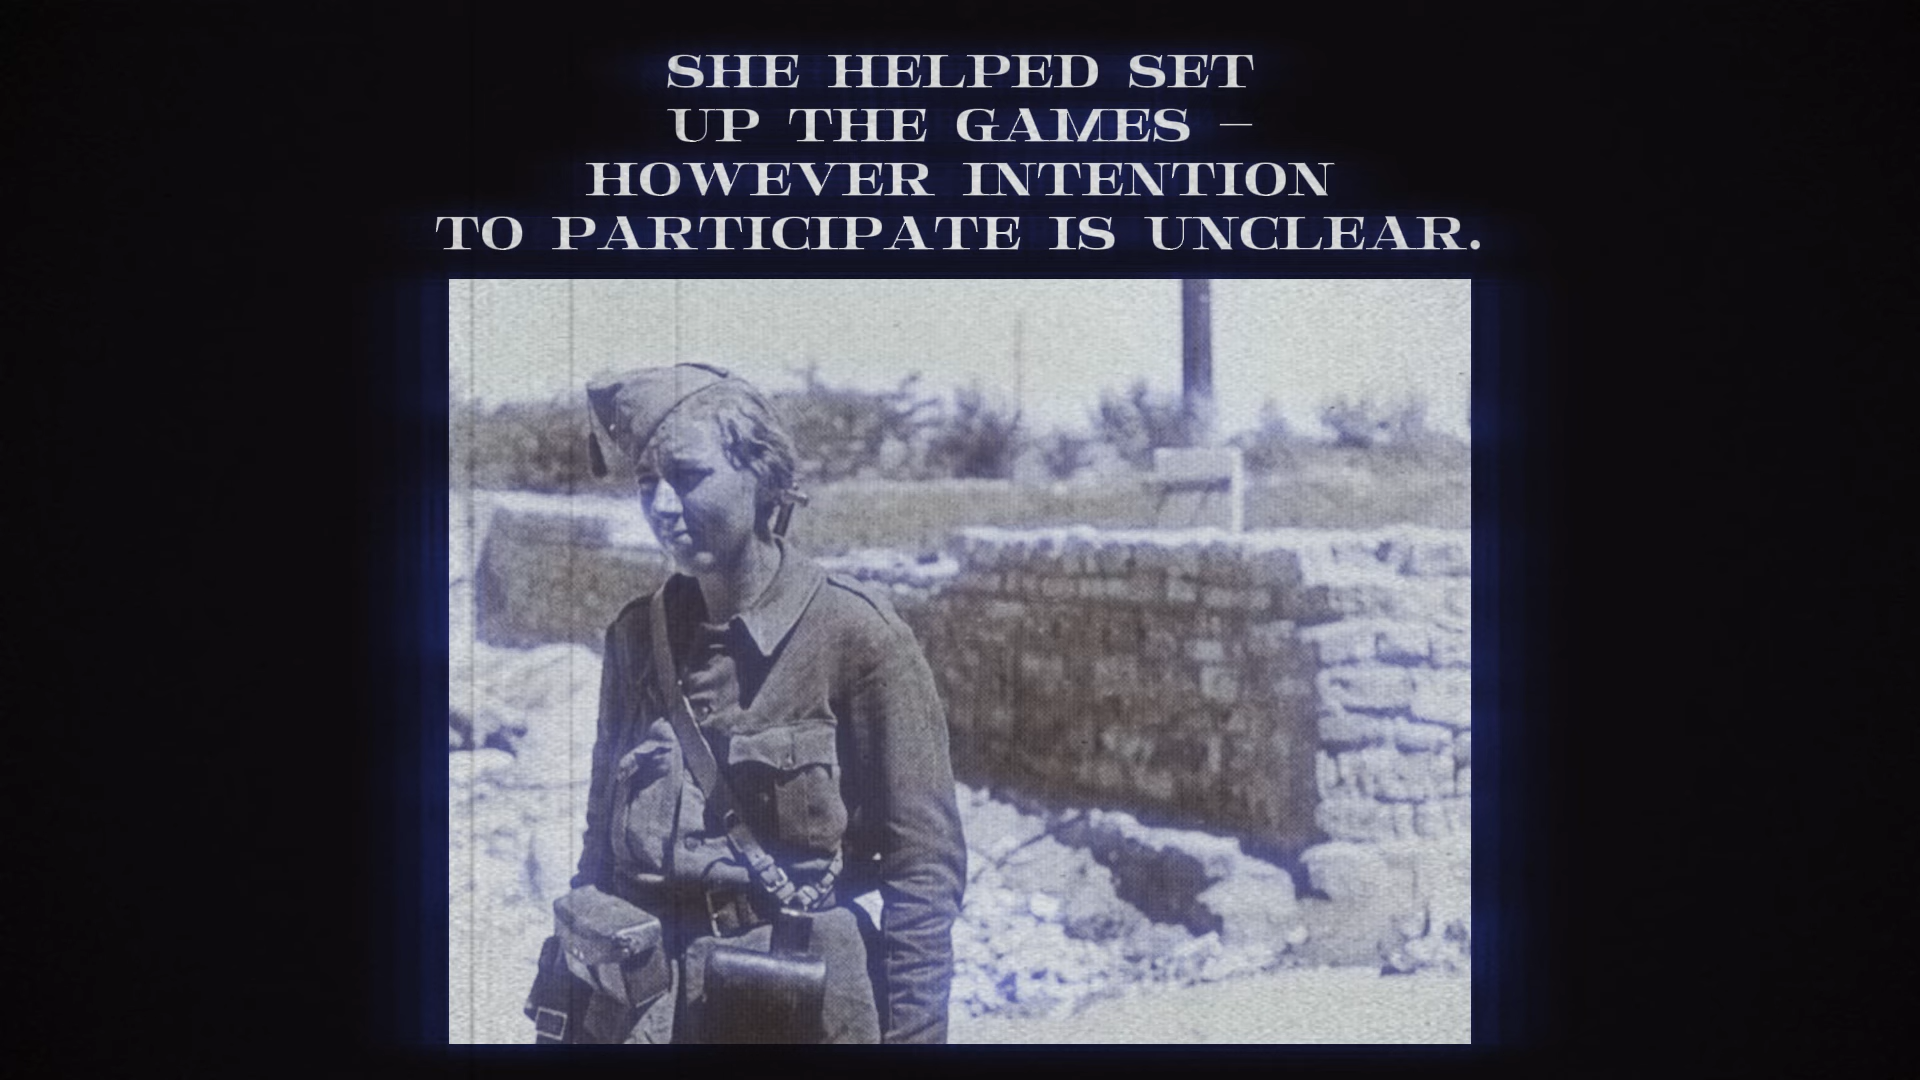 SHE HELPED SET
UP THE GAMES –
HOWEVER INTENTION
TO PARTICIPATE IS UNCLEAR.